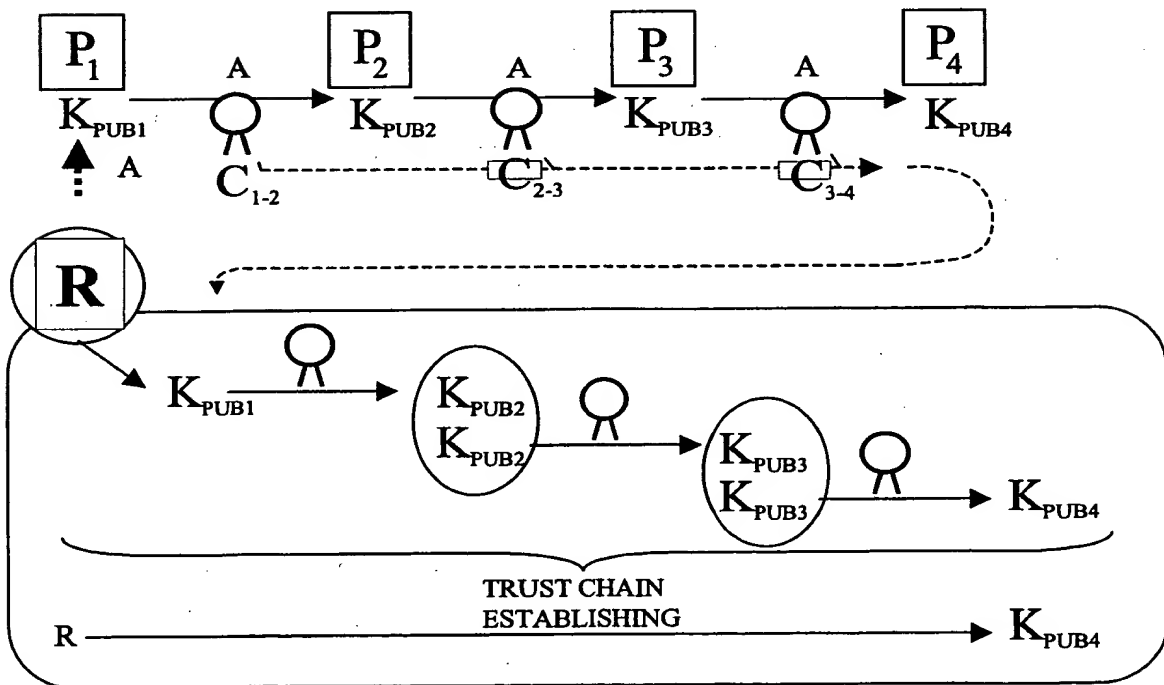 P1 P2 P3 P4
A A A
KPUB1 KPUB2 KPUB3 KPUB4
A
C1-2 C2-3 C3-4
R
KPUB1 KPUB2
KPUB2 KPUB3
KPUB3 KPUB4
TRUST CHAIN
ESTABLISHING
R KPUB4